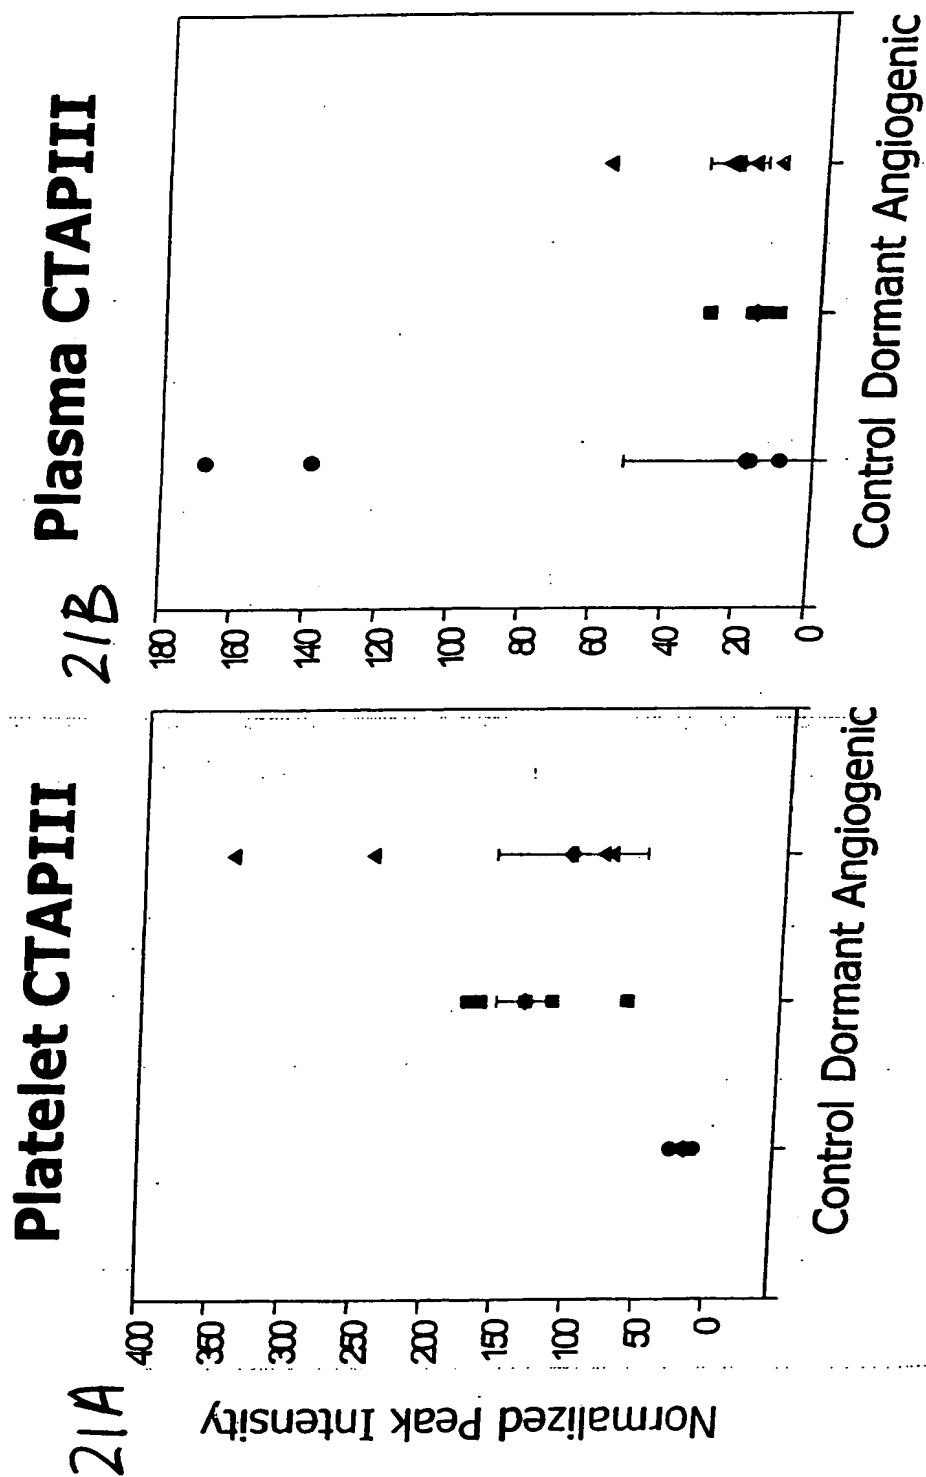 21A
Platelet CTAPIII
Normalized Peak Intensity
400
350
300
250
200
150
100
50
0
Control Dormant Angiogenic
21B
Plasma CTAPIII
180
160
140
120
100
80
60
40
20
0
Control Dormant Angiogenic